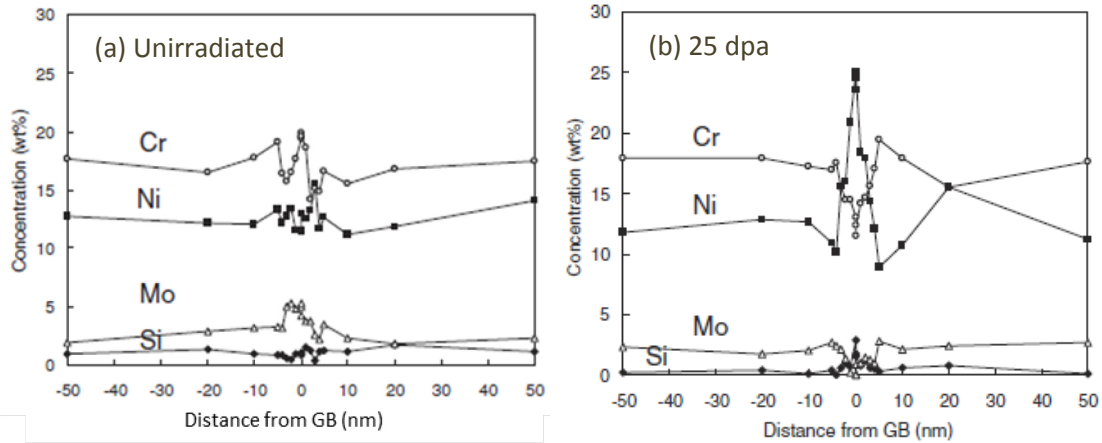 (a) Unirradiated
30
25
20
15
10
5
0
Concentration (wt%)
Cr
Ni
Mo
Si
-50 -40 -30 -20 -10 0 10 20 30 40 50
Distance from GB (nm)
(b) 25 dpa
30
25
20
15
10
5
0
Concentration (wt%)
Cr
Ni
Mo
Si
-50 -40 -30 -20 -10 0 10 20 30 40 50
Distance from GB (nm)